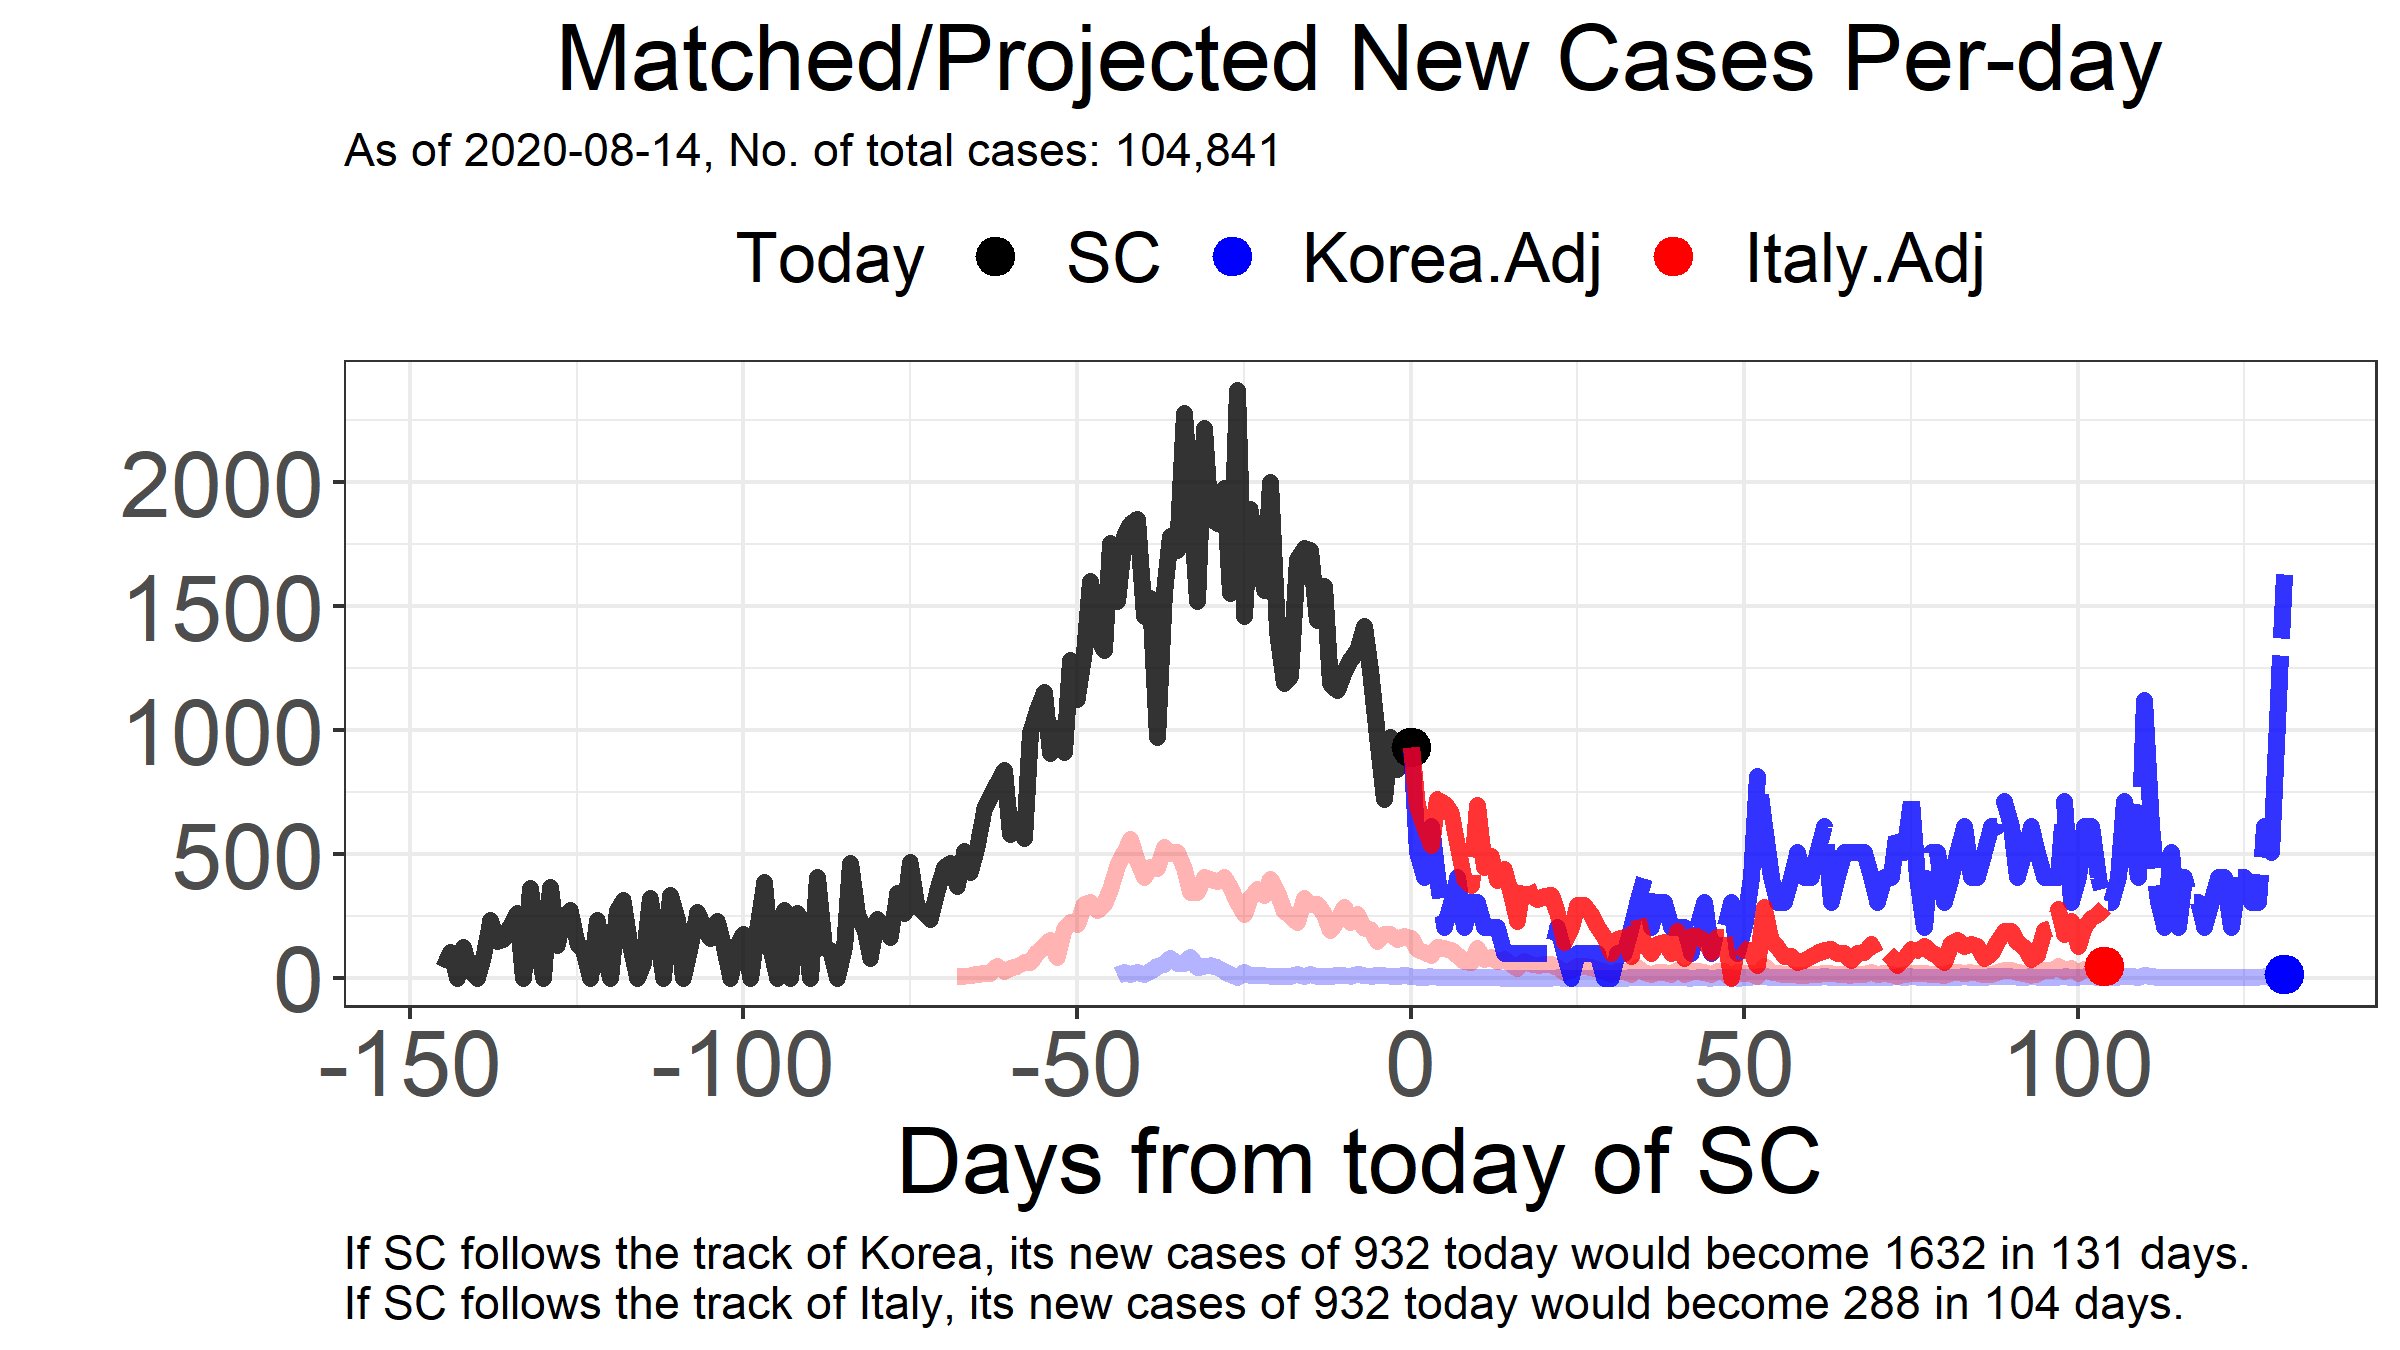 Matched/Projected New Cases Per-day
As of 2020-08-14, No. of total cases: 104,841
Today SC Korea.Adj Italy.Adj
2000
1500
1000
500
0
-150 -100 -50 0 50 100
Days from today of SC
If SC follows the track of Korea, its new cases of 932 today would become 1632 in 131 days.
If SC follows the track of Italy, its new cases of 932 today would become 288 in 104 days.